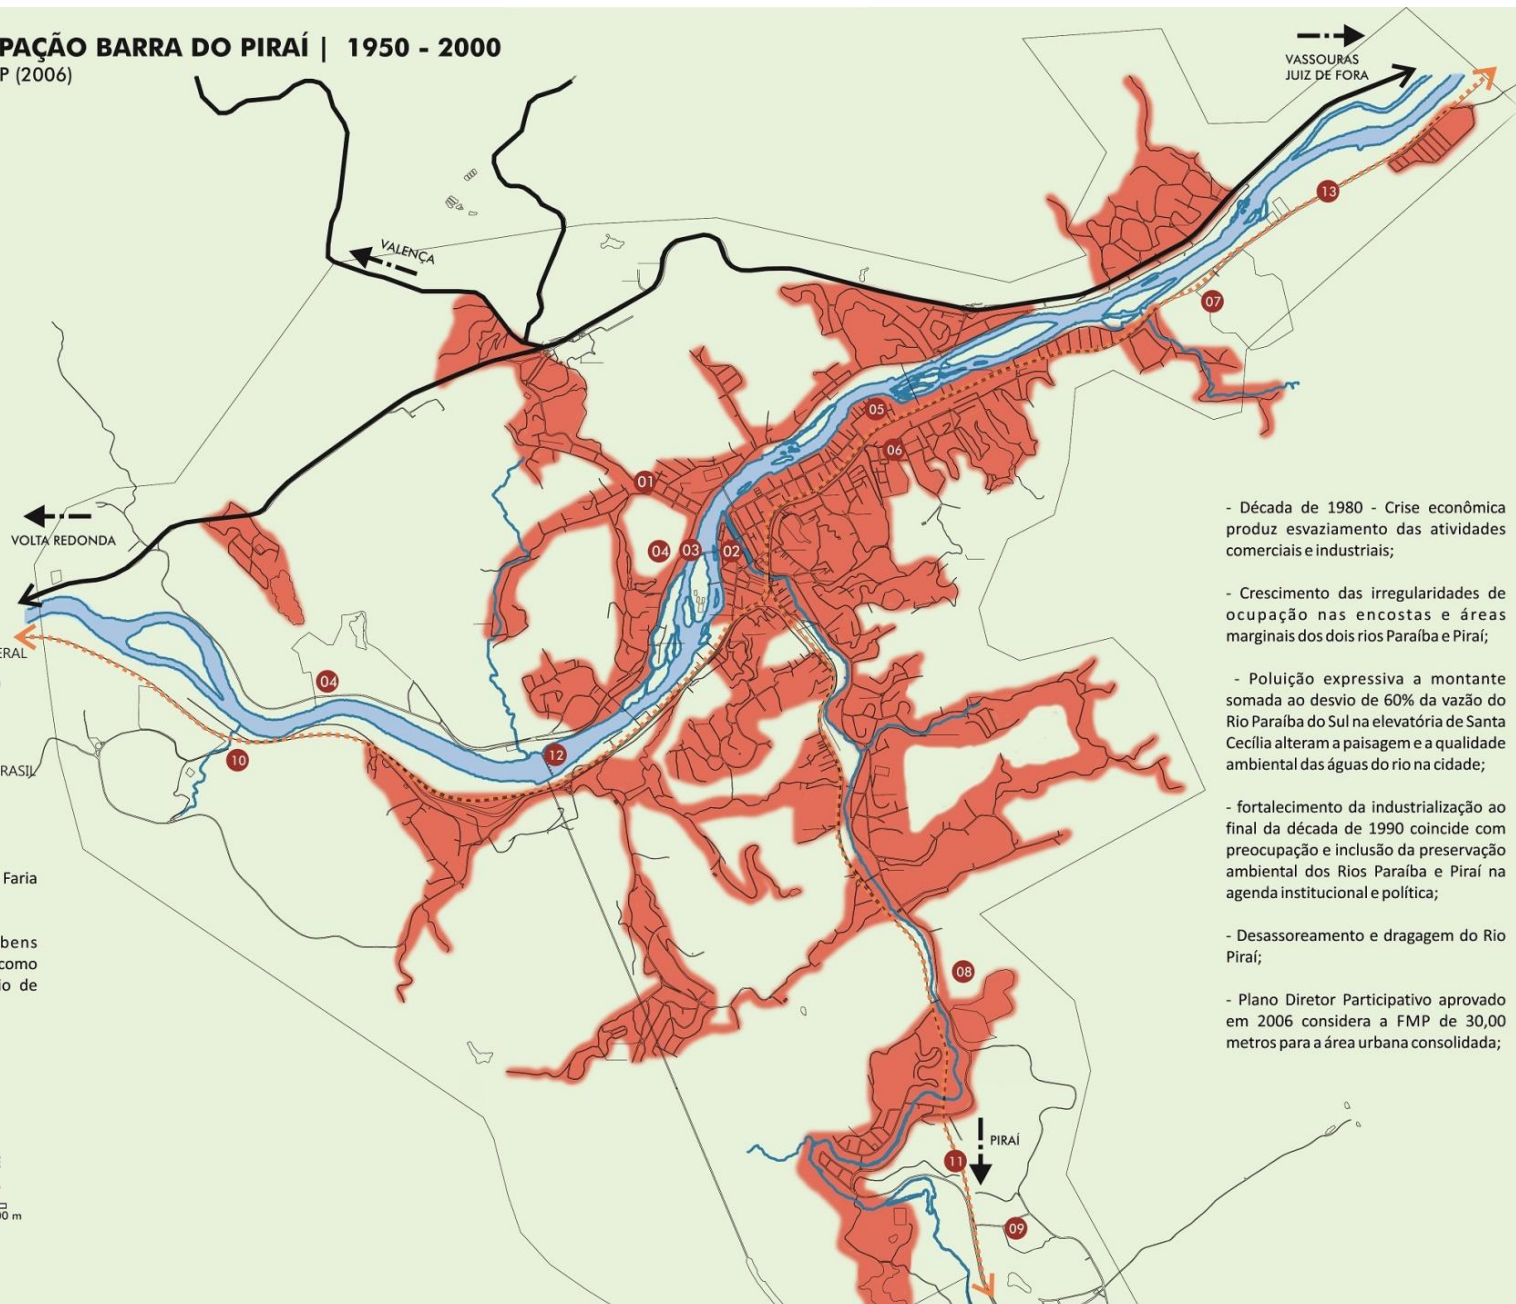 PAÇÃO BARRA DO PIRAÍ | 1950 - 2000
P (2006)
VASSOURAS
JUIZ DE FORA
13
VALENÇA
07
05
06
01
VOLTA REDONDA
04
03
02
ERAL
04
12
10
RASIL
Faria
bens
como
io de
08
PIRAÍ
11
09
00 m
- Década de 1980 - Crise econômica
produz esvaziamento das atividades
comerciais e industriais;
- Crescimento das irregularidades de
ocupação nas encostas e áreas
marginais dos dois rios Paraíba e Piraí;
- Poluição expressiva a montante
somada ao desvio de 60% da vazão do
Rio Paraíba do Sul na elevatória de Santa
Cecília alteram a paisagem e a qualidade
ambiental das águas do rio na cidade;
- fortalecimento da industrialização ao
final da década de 1990 coincide com
preocupação e inclusão da preservação
ambiental dos Rios Paraíba e Piraí na
agenda institucional e política;
- Desassoreamento e dragagem do Rio
Piraí;
- Plano Diretor Participativo aprovado
em 2006 considera a FMP de 30,00
metros para a área urbana consolidada;